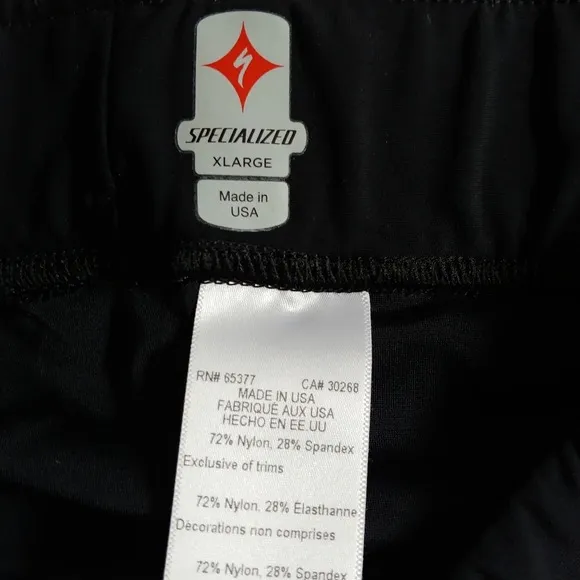 SPECIALIZED
XLARGE
Made in
USA
RN# 65377 CA# 30268
MADE IN USA
FABRIQUÉ AUX USA
HECHO EN EE.UU
72% Nylon, 28% Spandex
Exclusive of trims
72% Nylon, 28% Elasthanne
Décorations non comprises
72% Nylon, 28% Spandex